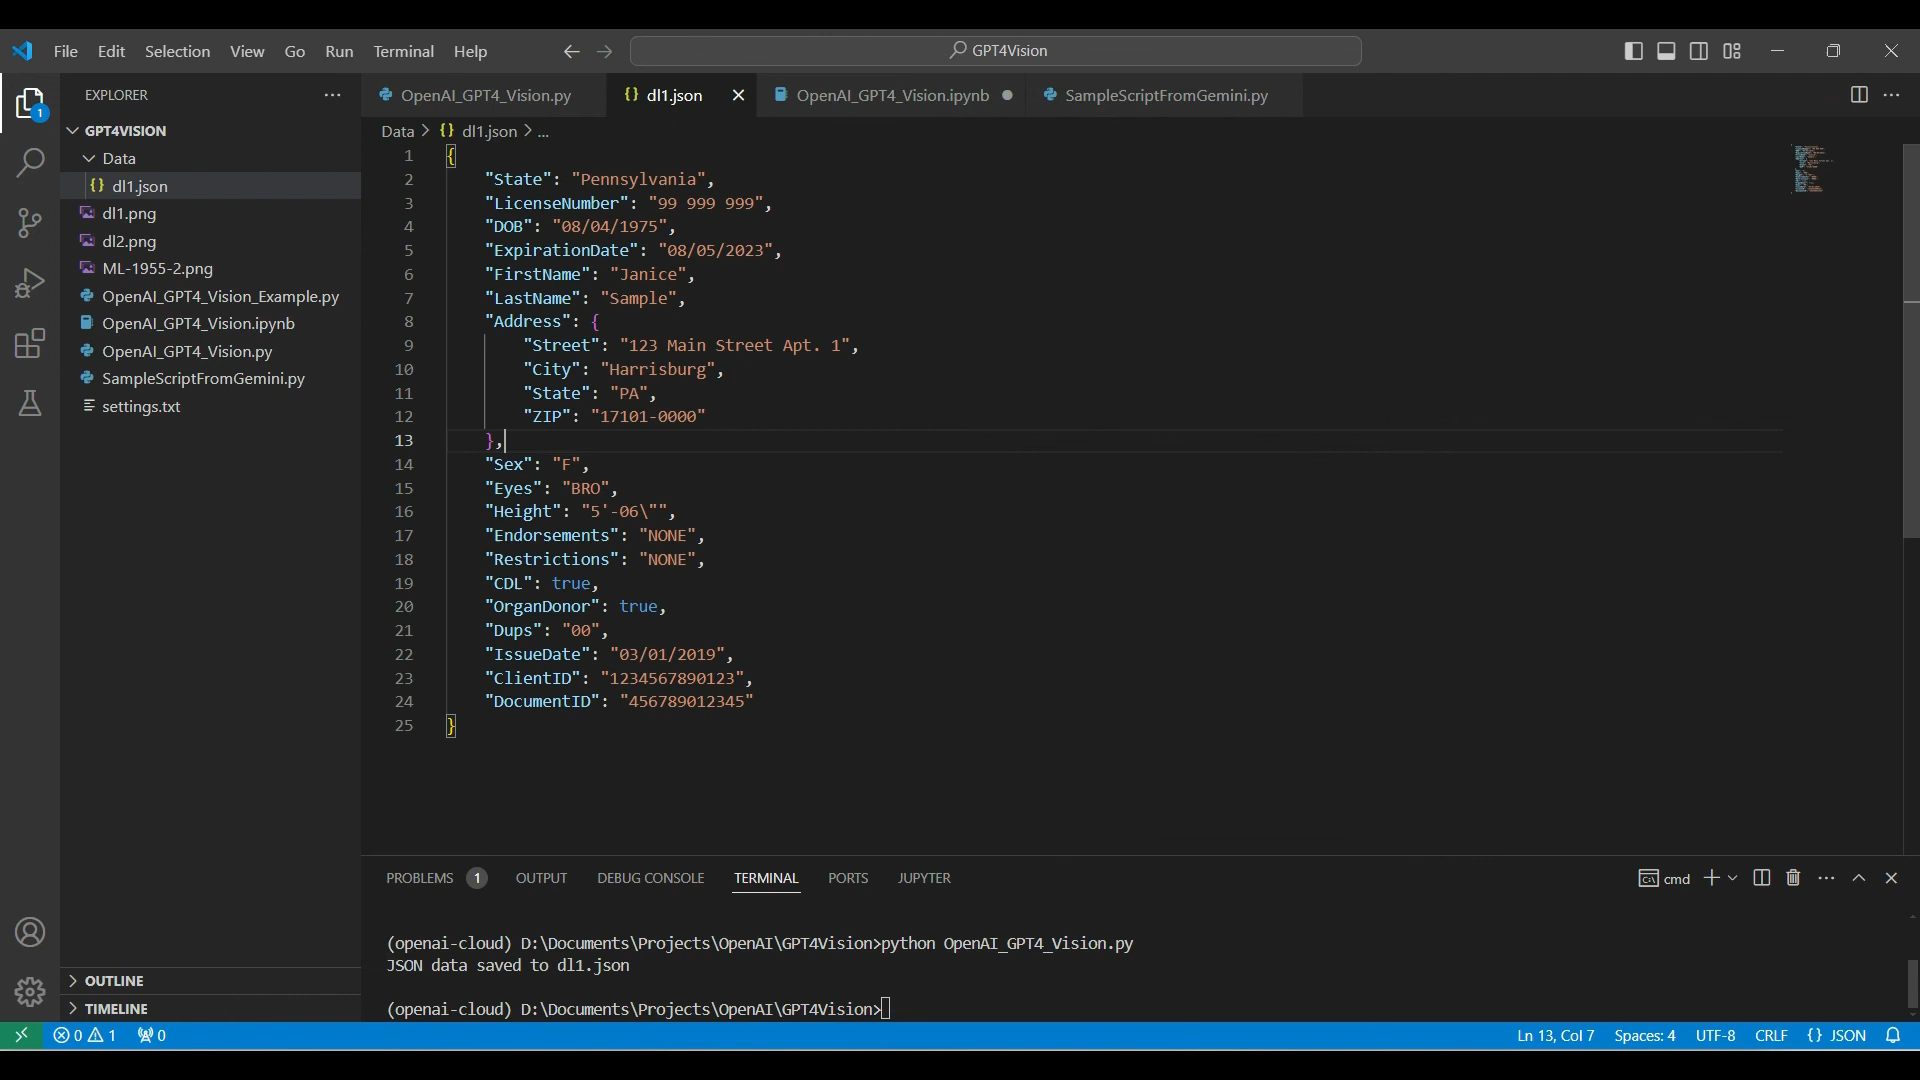 File Edit Selection View Go Run Terminal Help
GPT4Vision
EXPLORER
1
GPT4VISION
Data
dl1.json
dl1.png
dl2.png
ML-1955-2.png
OpenAI_GPT4_Vision_Example.py
OpenAI_GPT4_Vision.ipynb
OpenAI_GPT4_Vision.py
SampleScriptFromGemini.py
settings.txt
OUTLINE
TIMELINE
OpenAI_GPT4_Vision.py dl1.json OpenAI_GPT4_Vision.ipynb SampleScriptFromGemini.py
Data > {} dl1.json > ...
1 {
2 "State": "Pennsylvania",
3 "LicenseNumber": "99 999 999",
4 "DOB": "08/04/1975",
5 "ExpirationDate": "08/05/2023",
6 "FirstName": "Janice",
7 "LastName": "Sample",
8 "Address": {
9 "Street": "123 Main Street Apt. 1",
10 "City": "Harrisburg",
11 "State": "PA",
12 "ZIP": "17101-0000"
13 },
14 "Sex": "F",
15 "Eyes": "BRO",
16 "Height": "5'-06\"",
17 "Endorsements": "NONE",
18 "Restrictions": "NONE",
19 "CDL": true,
20 "OrganDonor": true,
21 "Dups": "00",
22 "IssueDate": "03/01/2019",
23 "ClientID": "1234567890123",
24 "DocumentID": "456789012345"
25 }
PROBLEMS 1 OUTPUT DEBUG CONSOLE TERMINAL PORTS JUPYTER cmd
(openai-cloud) D:\Documents\Projects\OpenAI\GPT4Vision>python OpenAI_GPT4_Vision.py
JSON data saved to dl1.json
(openai-cloud) D:\Documents\Projects\OpenAI\GPT4Vision>
0 1 0 Ln 13, Col 7 Spaces: 4 UTF-8 CRLF {} JSON